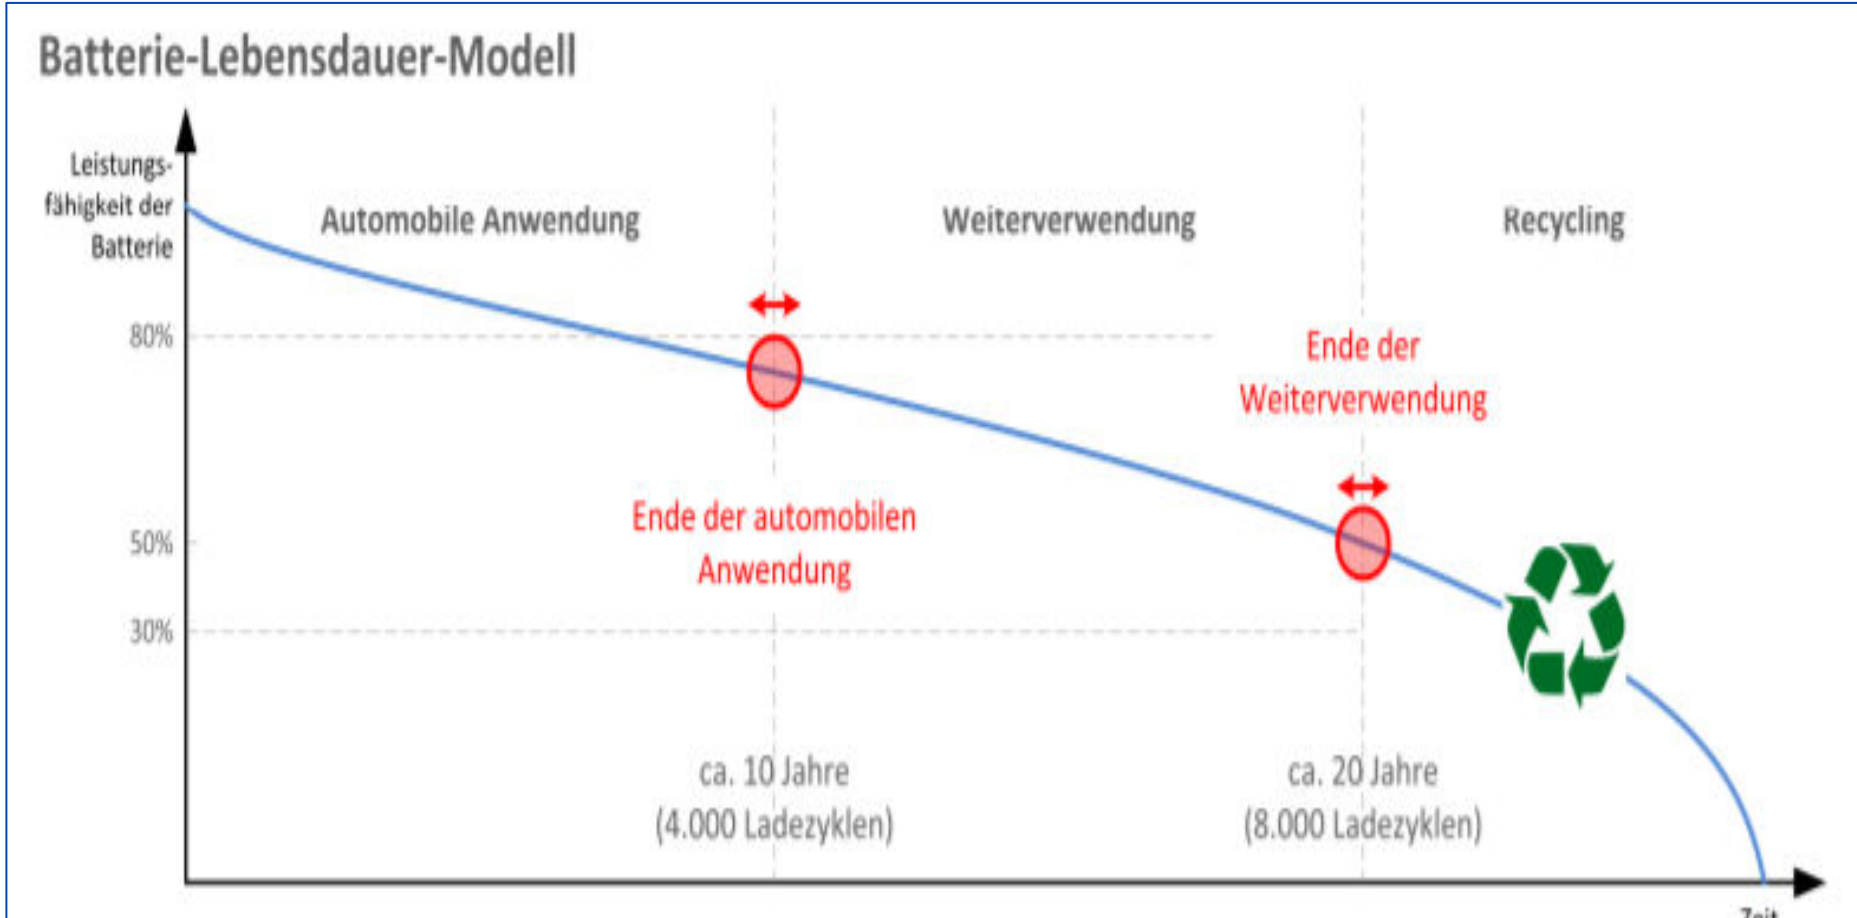 Batterie-Lebensdauer-Modell
Leistungs-
fähigkeit der
Batterie
Automobile Anwendung
Weiterverwendung
Recycling
80%
Ende der
Weiterverwendung
Ende der automobilen
Anwendung
50%
30%
ca. 10 Jahre
(4.000 Ladezyklen)
ca. 20 Jahre
(8.000 Ladezyklen)
Zeit